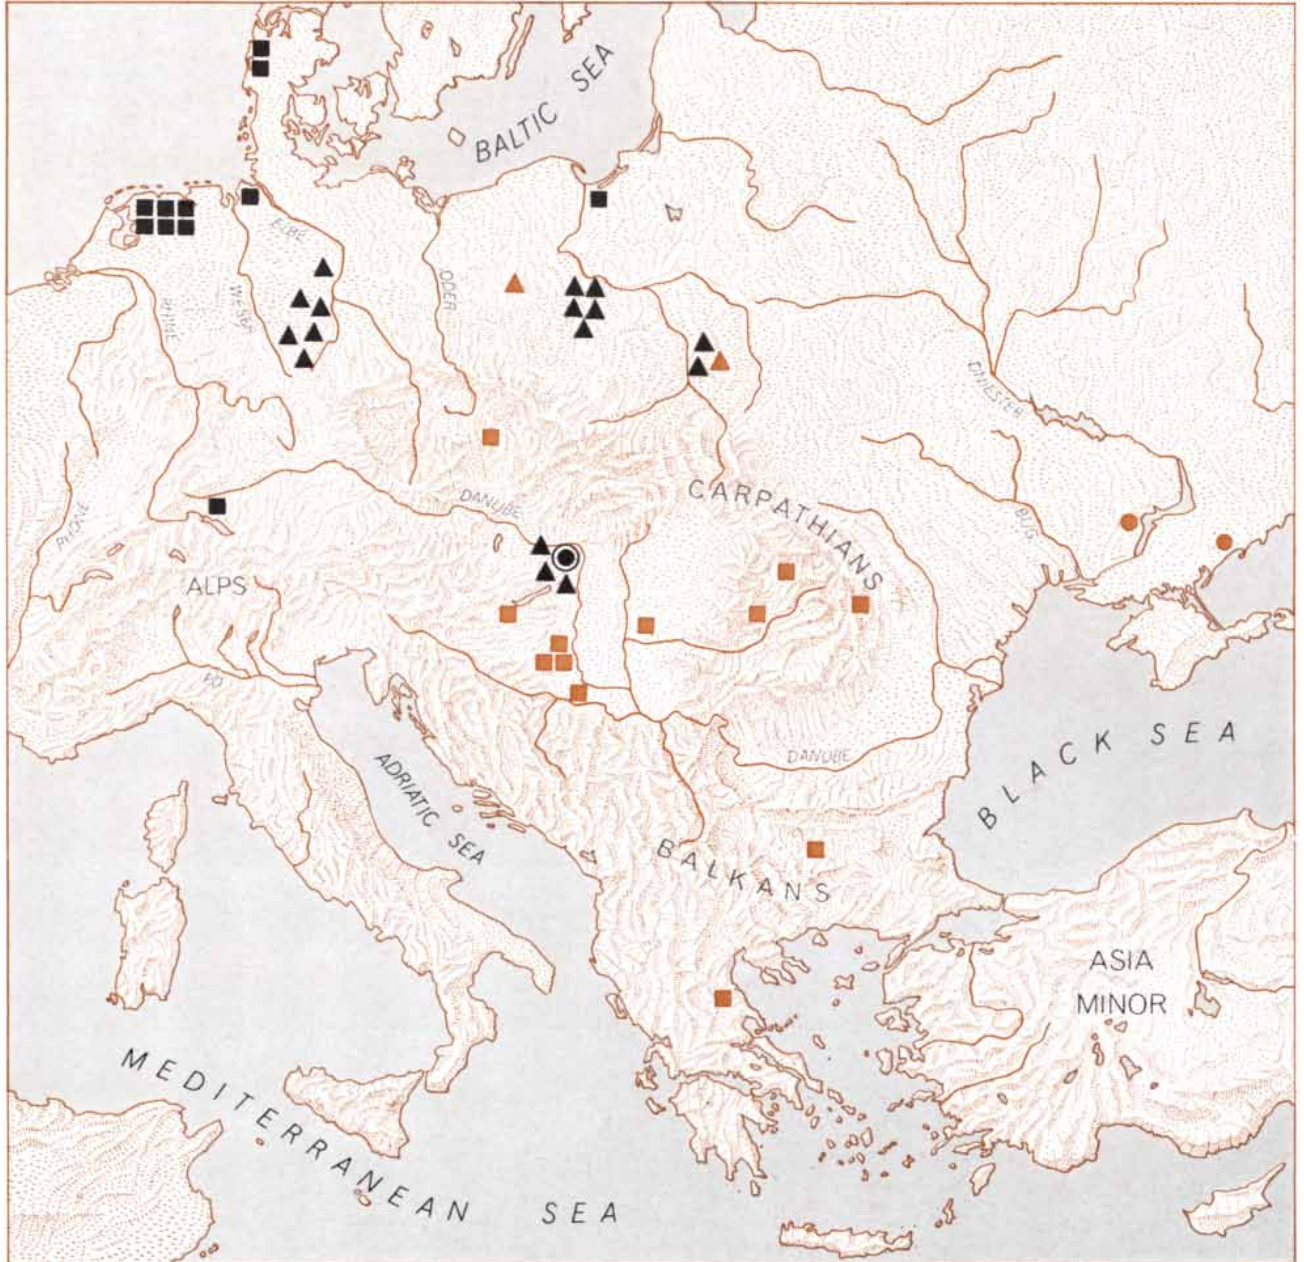 BALTIC SEA
ELBE
ODER
WESER
RHINE
DNIESTER
CARPATHIANS
DANUBE
RHONE
BUG
ALPS
PO
BLACK SEA
DANUBE
ADRIATIC SEA
BALKANS
ASIA
MINOR
MEDITERRANEAN SEA